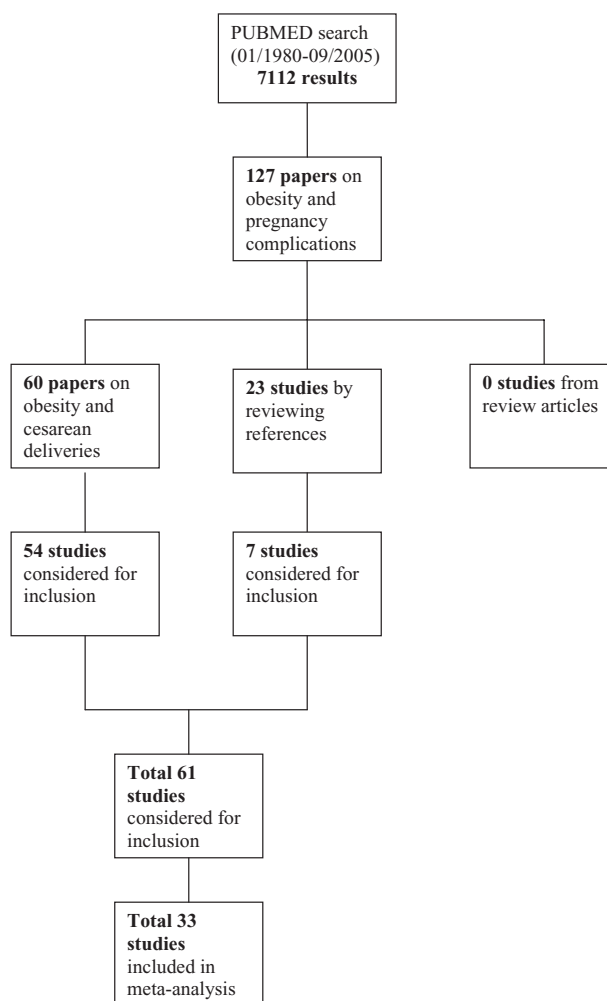 PUBMED search
(01/1980-09/2005)
7112 results
127 papers on
obesity and
pregnancy
complications
60 papers on
obesity and
cesarean
deliveries
23 studies by
reviewing
references
0 studies from
review articles
54 studies
considered for
inclusion
7 studies
considered for
inclusion
Total 61
studies
considered for
inclusion
Total 33
studies
included in
meta-analysis